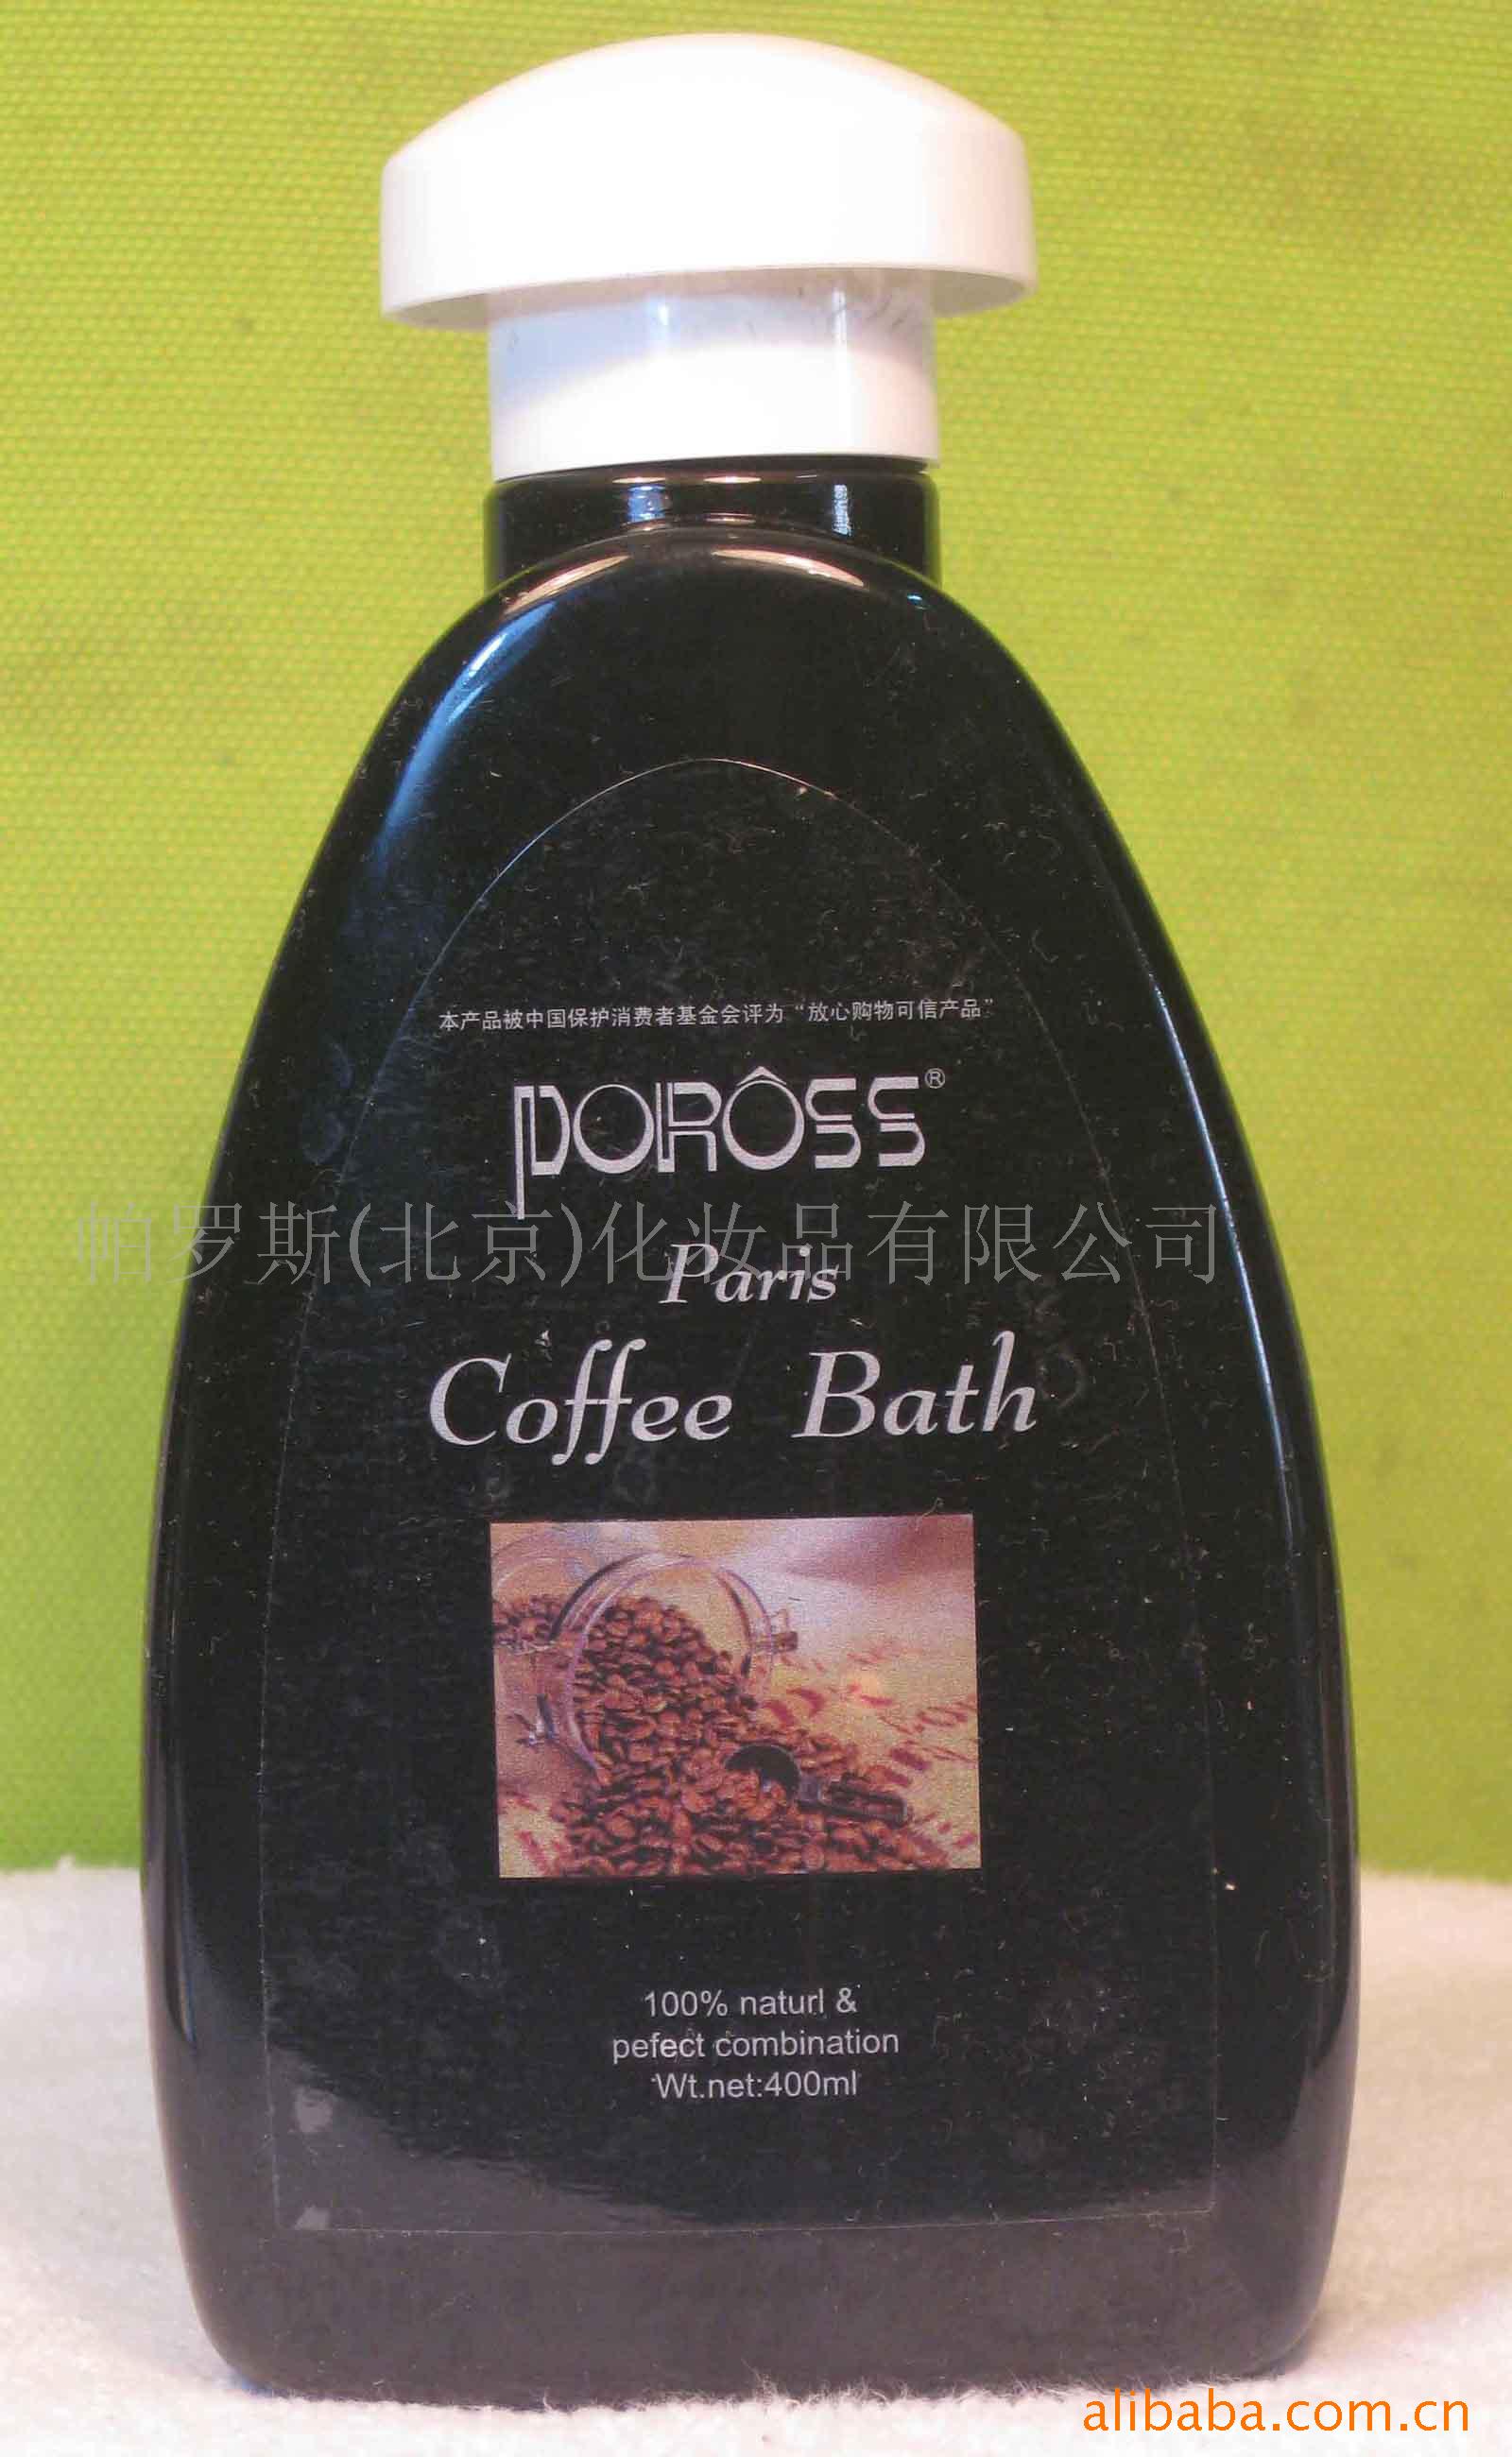 本产品被中国保护消费者基金会评为“放心购物可信产品”
PORÔSS®
帕罗斯(北京)化妆品有限公司
Paris
Coffee Bath
100% naturl &
pefect combination
Wt.net:400ml
alibaba.com.cn